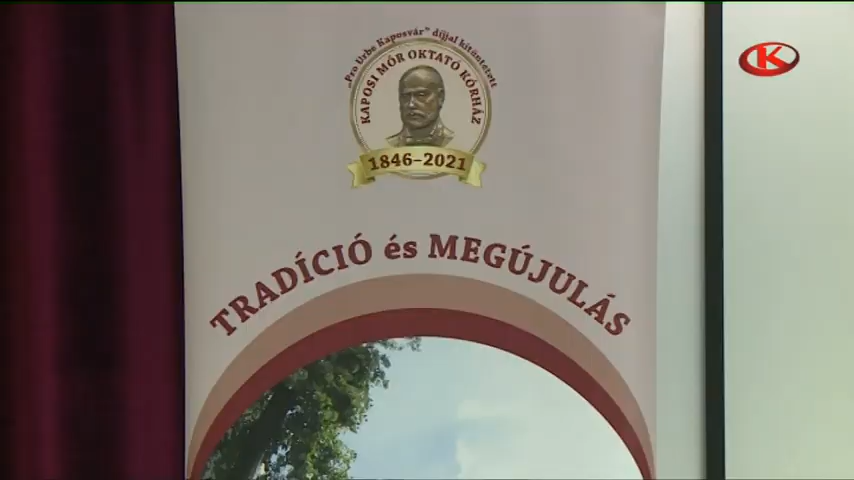 „Pro Urbe Kaposvár” díjjal kitüntetett
KAPOSI MÓR OKTATÓ KÓRHÁZ
1846–2021
TRADÍCIÓ és MEGÚJULÁS
K